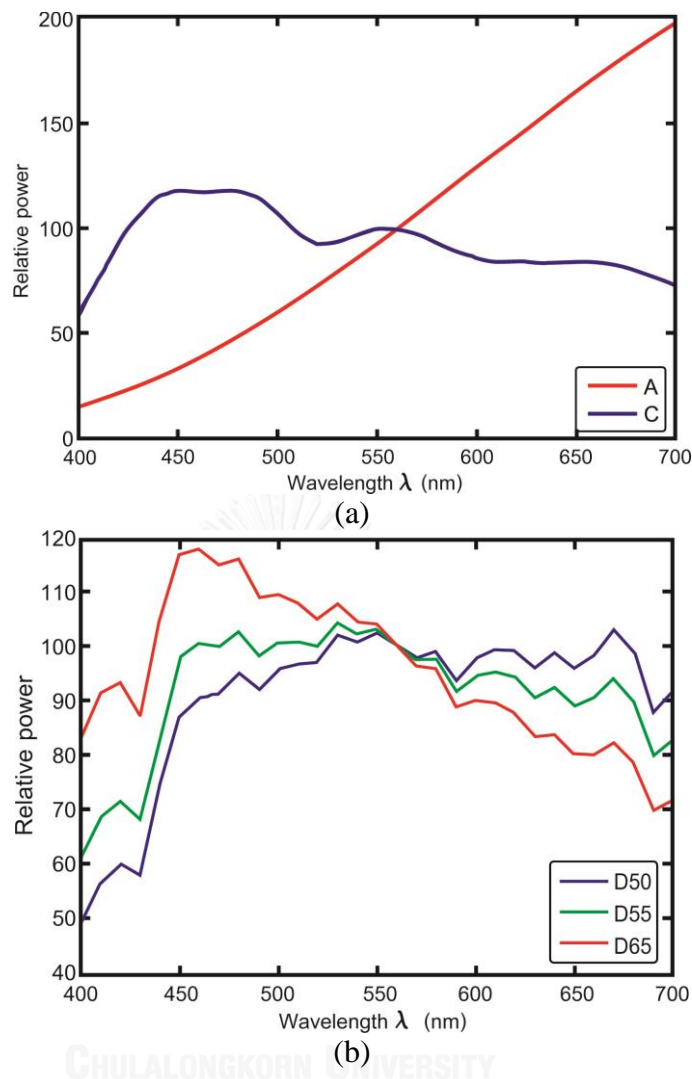 200
150
100
50
0
Relative power
400 450 500 550 600 650 700
Wavelength λ (nm)
A
C
(a)
120
110
100
90
80
70
60
50
40
Relative power
400 450 500 550 600 650 700
Wavelength λ (nm)
D50
D55
D65
(b)
CHULALONGKORN UNIVERSITY